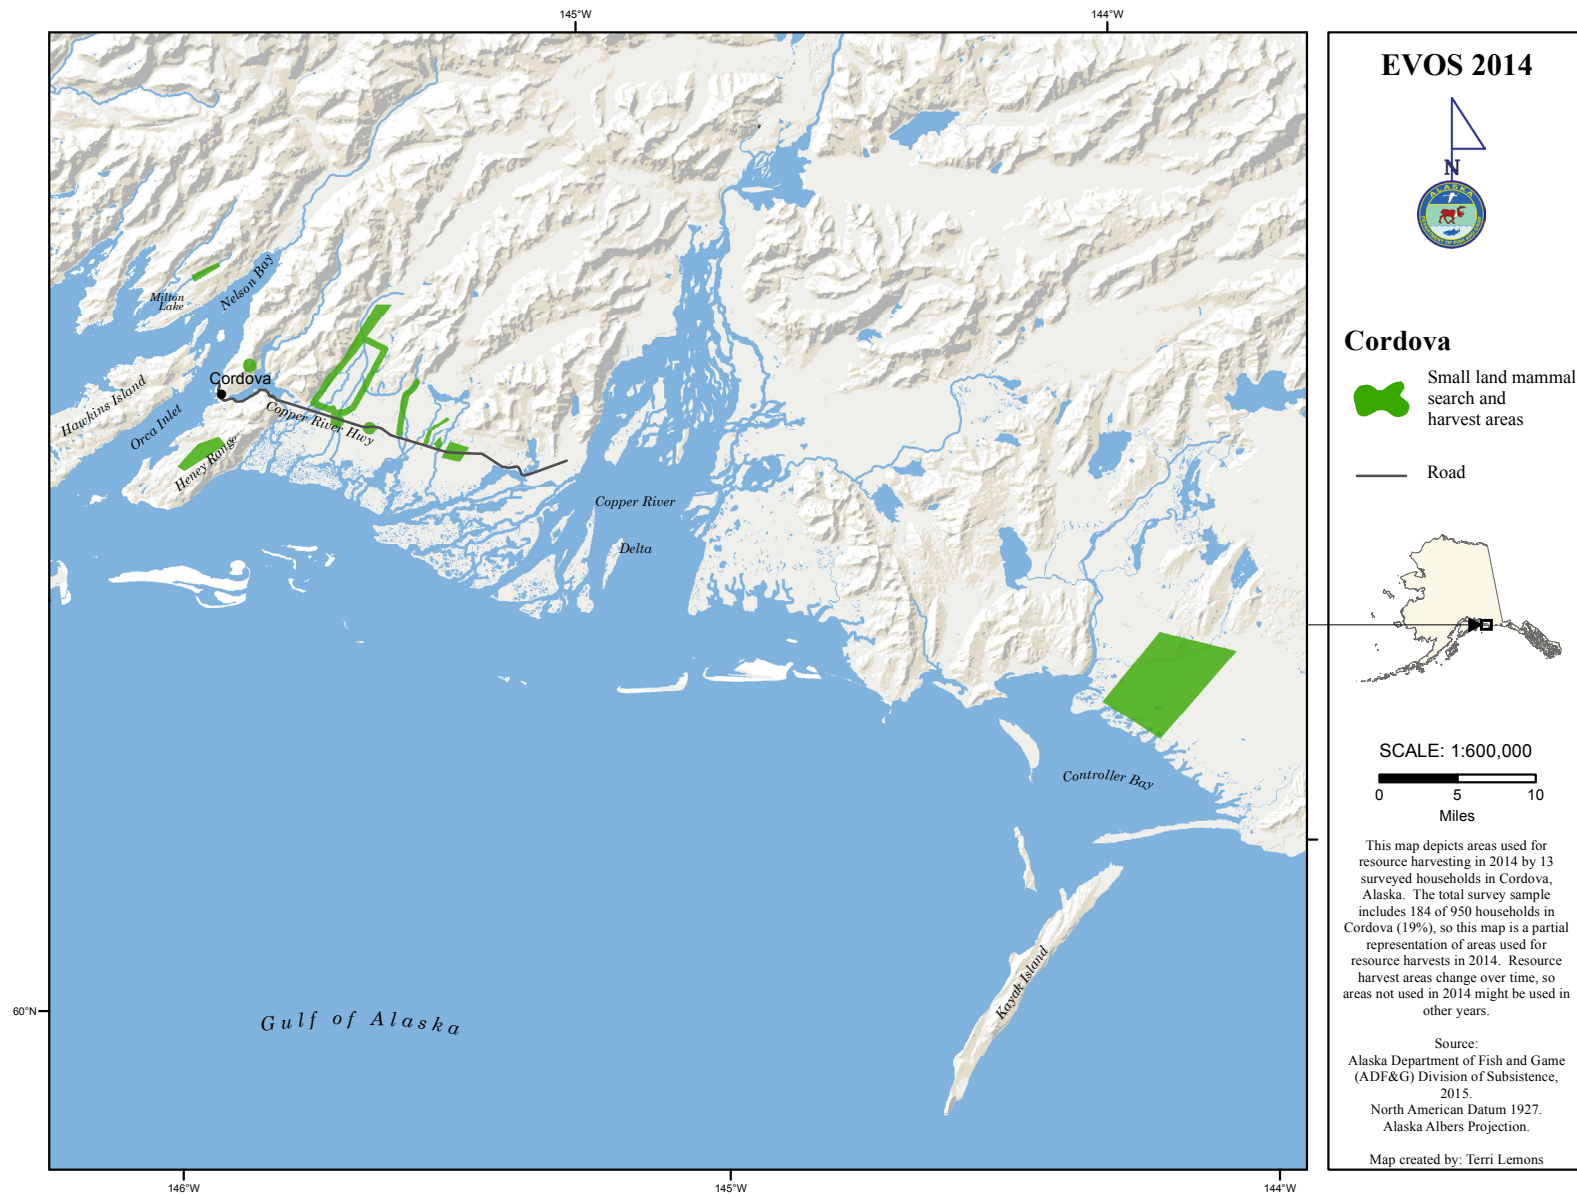 145°W
144°W
EVOS 2014
N
ALASKA
DEPARTMENT OF FISH AND GAME
Milton
Lake
Nelson Bay
Cordova
Hawkins Island
Orca Inlet
Copper River Hwy
Heney Range
Copper River
Delta
Controller Bay
Kayak Island
Gulf of Alaska
60°N
146°W
145°W
144°W
Cordova
Small land mammal
search and
harvest areas
Road
SCALE: 1:600,000
0 5 10
Miles
This map depicts areas used for
resource harvesting in 2014 by 13
surveyed households in Cordova,
Alaska. The total survey sample
includes 184 of 950 households in
Cordova (19%), so this map is a partial
representation of areas used for
resource harvests in 2014. Resource
harvest areas change over time, so
areas not used in 2014 might be used in
other years.
Source:
Alaska Department of Fish and Game
(ADF&G) Division of Subsistence,
2015.
North American Datum 1927.
Alaska Albers Projection.
Map created by: Terri Lemons